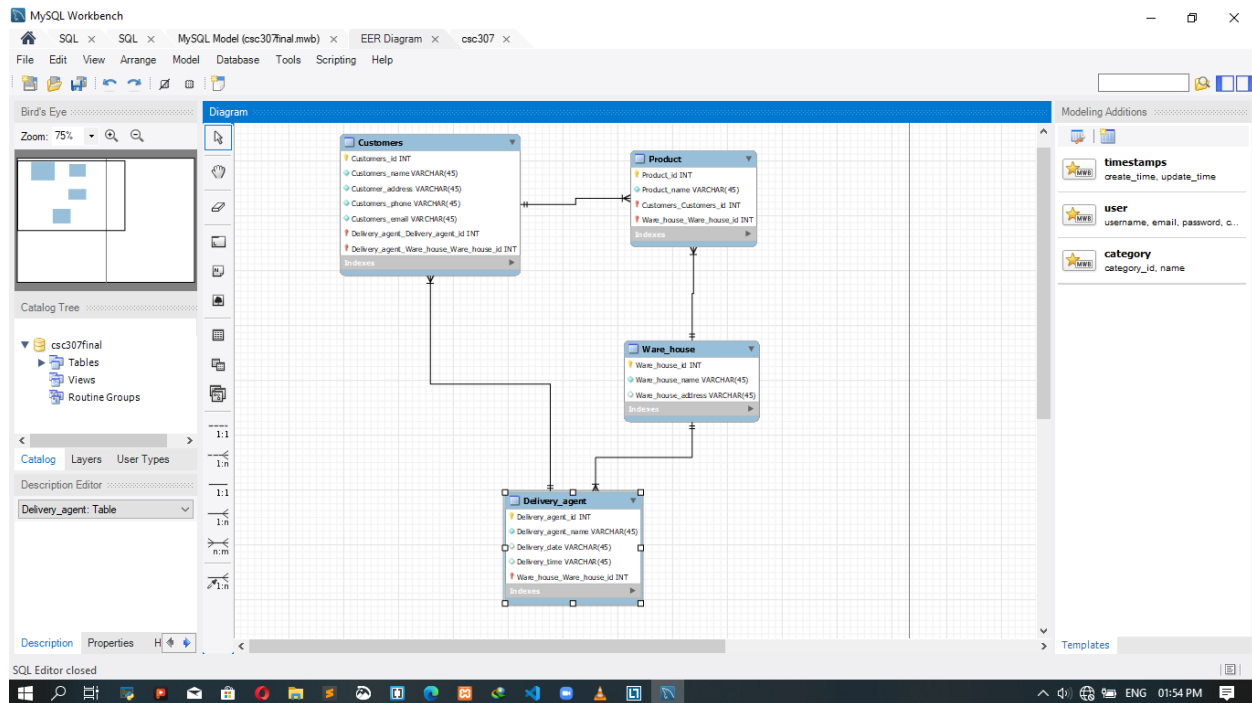 MySQL Workbench
SQL × SQL × MySQL Model (csc307final.mwb) × EER Diagram × csc307 ×
File Edit View Arrange Model Database Tools Scripting Help
Bird's Eye
Zoom: 75%
Diagram
Modeling Additions
timestamps
create_time, update_time
user
username, email, password, c...
category
category_id, name
Customers
Customers_id INT
Customers_name VARCHAR(45)
Customer_address VARCHAR(45)
Customers_phone VARCHAR(45)
Customers_email VARCHAR(45)
Delivery_agent_Delivery_agent_id INT
Delivery_agent_Ware_house_Ware_house_id INT
Indexes
Product
Product_id INT
Product_name VARCHAR(45)
Customers_Customers_id INT
Ware_house_Ware_house_id INT
Indexes
Ware_house
Ware_house_id INT
Ware_house_name VARCHAR(45)
Ware_house_address VARCHAR(45)
Indexes
Delivery_agent
Delivery_agent_id INT
Delivery_agent_name VARCHAR(45)
Delivery_date VARCHAR(45)
Delivery_time VARCHAR(45)
Ware_house_Ware_house_id INT
Indexes
1:1
1:n
1:1
1:n
n:m
1:n
Catalog Tree
csc307final
Tables
Views
Routine Groups
Catalog Layers User Types
Description Editor
Delivery_agent: Table
Description Properties H
Templates
SQL Editor closed
ENG 01:54 PM